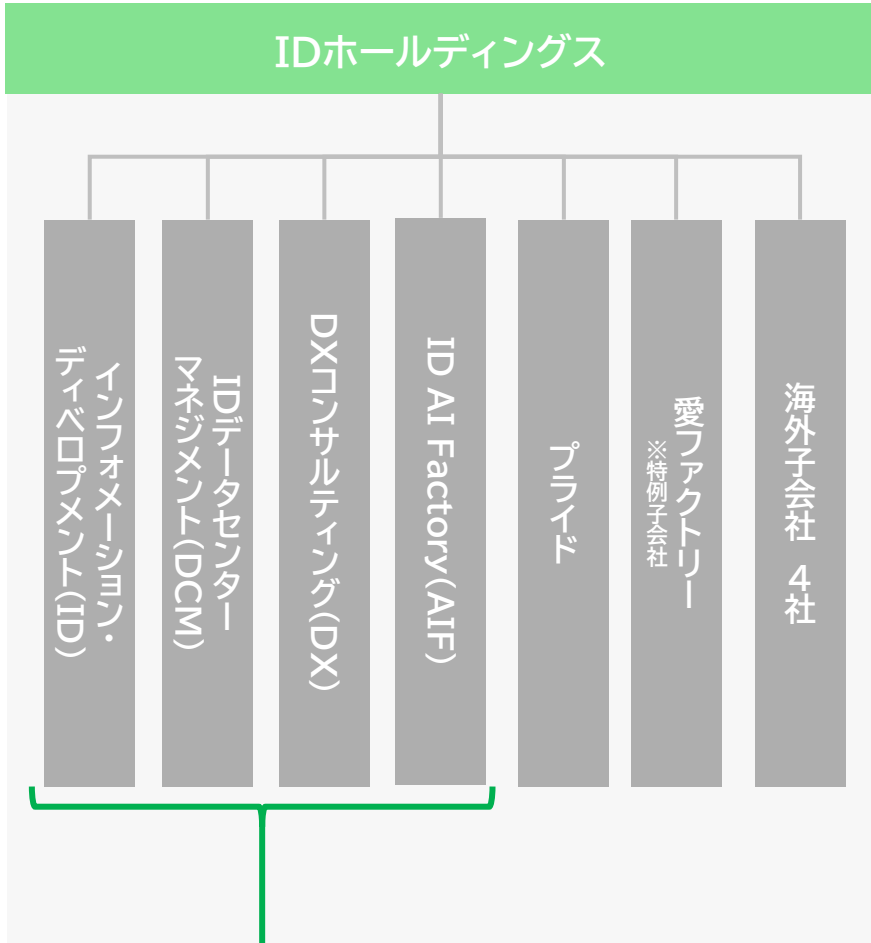 IDホールディングス
インフォメーション・
ディベロプメント(ID)
IDデータセンター
マネジメント(DCM)
DXコンサルティング(DX)
ID AI Factory(AIF)
プライド
愛ファクトリー
※特例子会社
海外子会社 4社